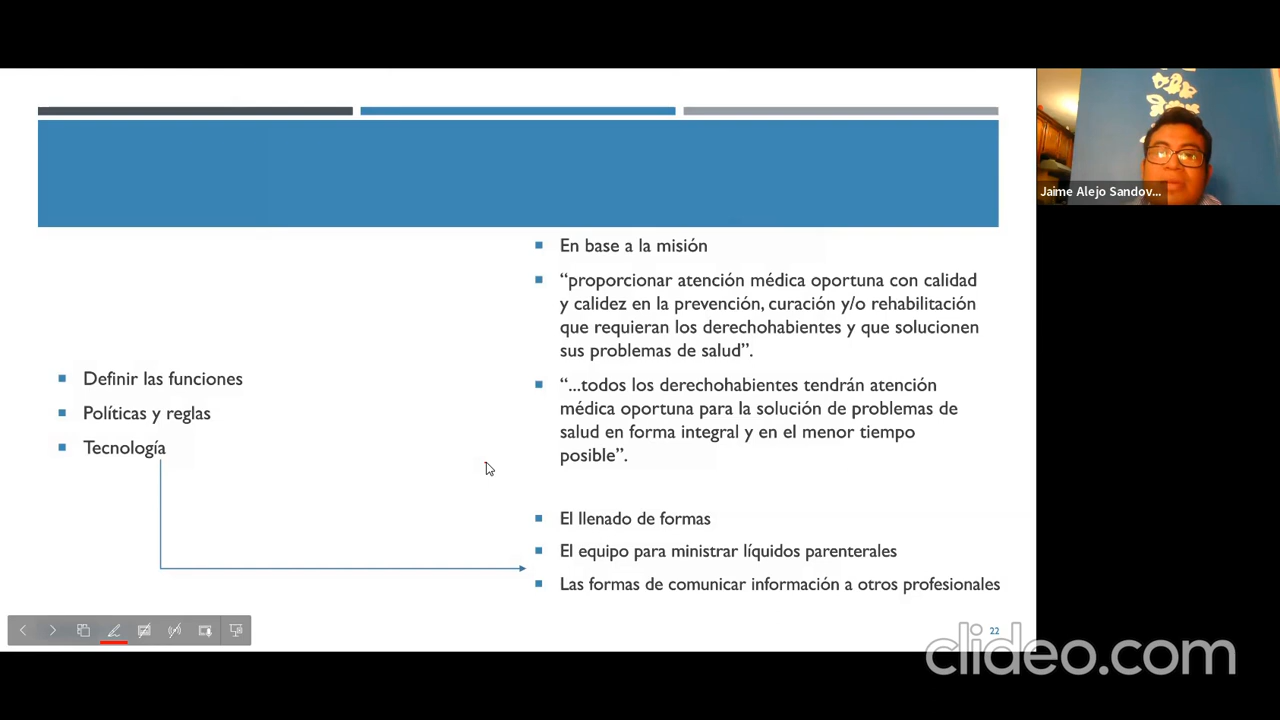 Jaime Alejo Sandov...
Definir las funciones
Políticas y reglas
Tecnología
En base a la misión
“proporcionar atención médica oportuna con calidad
y calidez en la prevención, curación y/o rehabilitación
que requieran los derechohabientes y que solucionen
sus problemas de salud”.
“...todos los derechohabientes tendrán atención
médica oportuna para la solución de problemas de
salud en forma integral y en el menor tiempo
posible”.
El llenado de formas
El equipo para ministrar líquidos parenterales
Las formas de comunicar información a otros profesionales
22
clideo.com